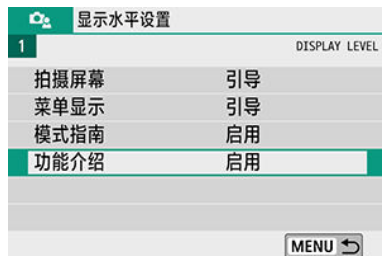 显示水平设置
1 DISPLAY LEVEL
拍摄屏幕 引导
菜单显示 引导
模式指南 启用
功能介绍 启用
MENU